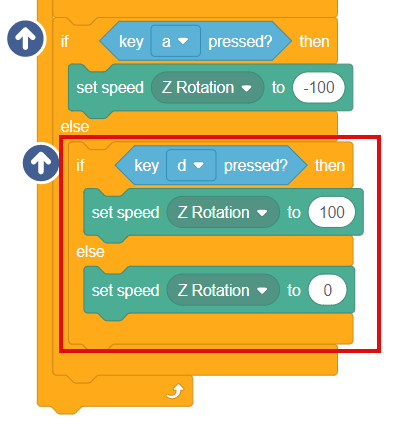 if key a pressed? then
set speed Z Rotation to -100
else
if key d pressed? then
set speed Z Rotation to 100
else
set speed Z Rotation to 0